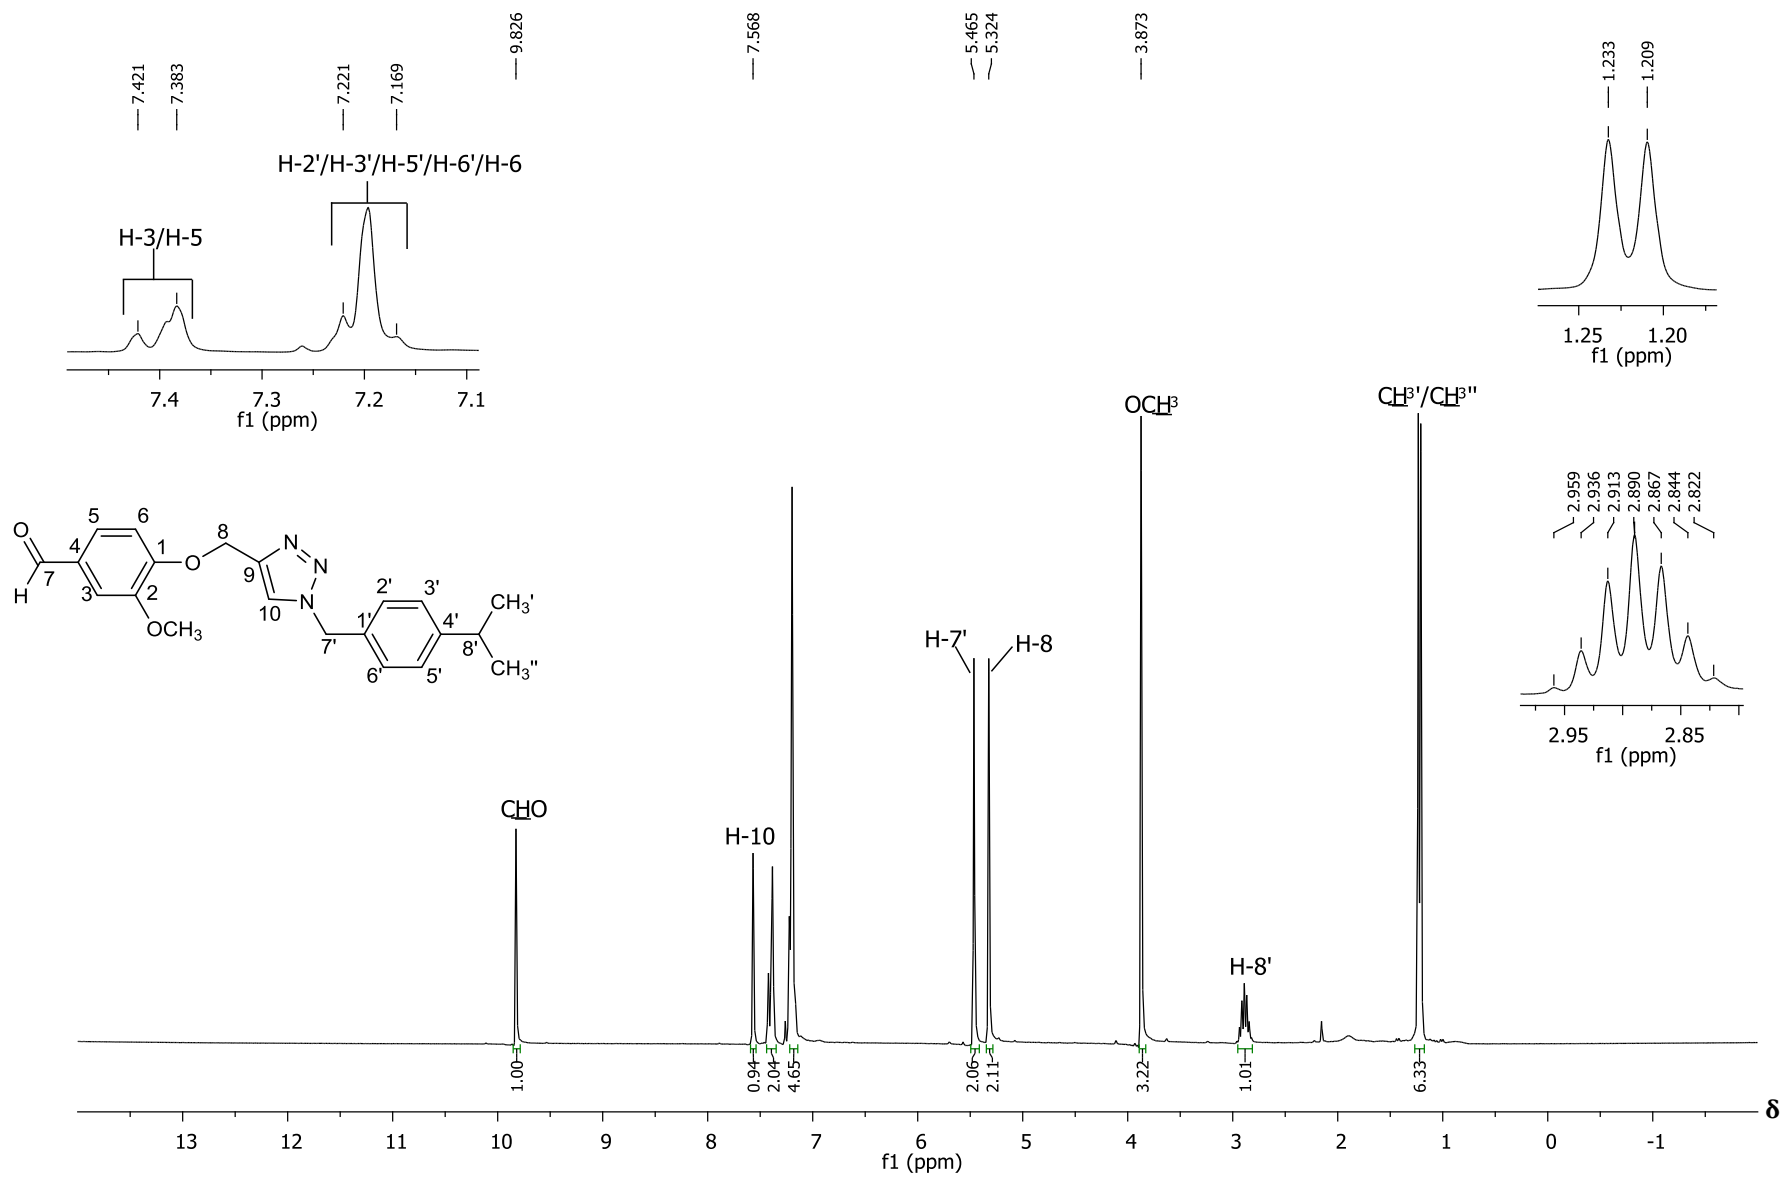 9.826
7.568
5.465
5.324
3.873
7.421
7.383
7.221
7.169
H-2'/H-3'/H-5'/H-6'/H-6
H-3/H-5
7.4 7.3 7.2 7.1
f1 (ppm)
1.233
1.209
1.25 1.20
f1 (ppm)
OCH3
CH3'/CH3''
2.959
2.936
2.913
2.890
2.867
2.844
2.822
2.95 2.85
f1 (ppm)
O
H
7
4
5
6
1
2
3
OCH3
O
8
9
10
N
N
N
7'
1'
2'
3'
4'
5'
6'
8'
CH3'
CH3''
H-7'
H-8
CHO
H-10
H-8'
1.00
0.94
2.04
4.65
2.06
2.11
3.22
1.01
6.33
δ
13 12 11 10 9 8 7 6 5 4 3 2 1 0 -1
f1 (ppm)